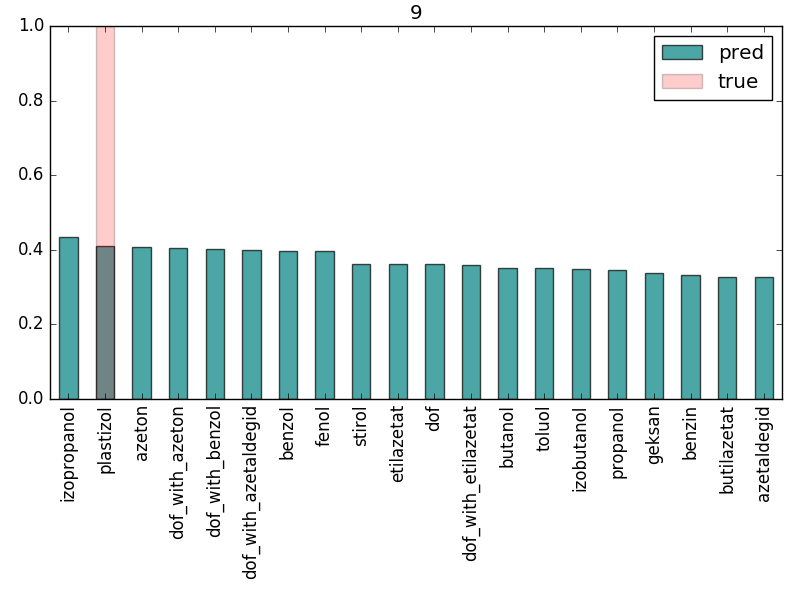 9
1.0
0.8
0.6
0.4
0.2
0.0
pred
true
izopropanol
plastizol
azeton
dof_with_azeton
dof_with_benzol
dof_with_azetaldegid
benzol
fenol
stirol
etilazetat
dof
dof_with_etilazetat
butanol
toluol
izobutanol
propanol
geksan
benzin
butilazetat
azetaldegid